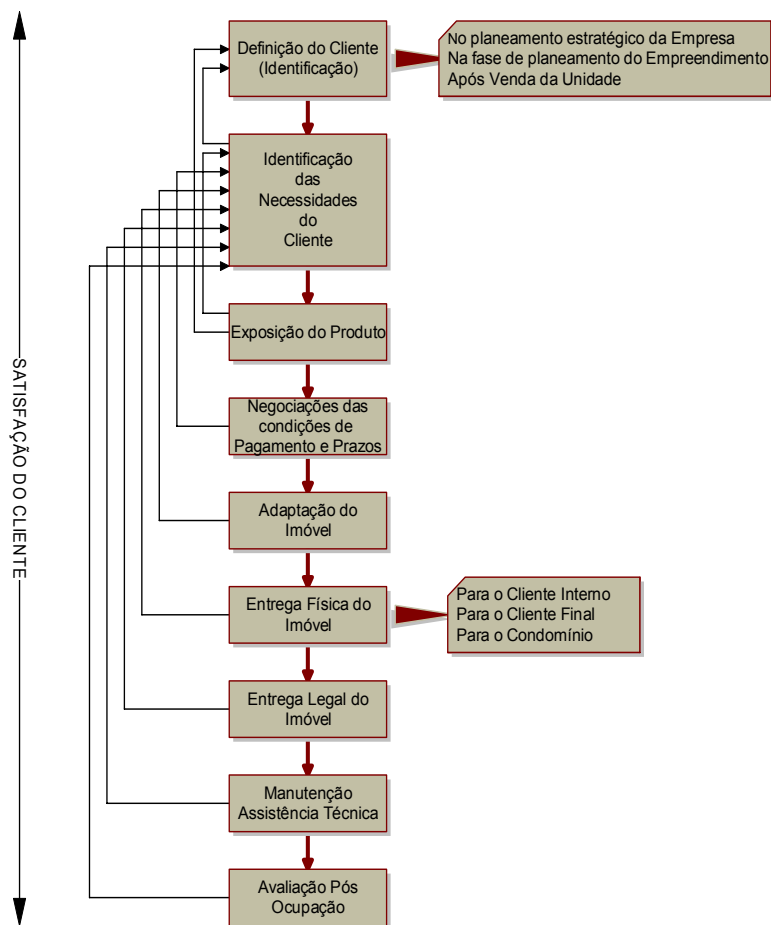 Definição do Cliente
(Identificação)
No planeamento estratégico da Empresa
Na fase de planeamento do Empreendimento
Após Venda da Unidade
Identificação
das
Necessidades
do
Cliente
Exposição do Produto
Negociações das
condições de
Pagamento e Prazos
Adaptação do
Imóvel
Entrega Física do
Imóvel
Para o Cliente Interno
Para o Cliente Final
Para o Condomínio
Entrega Legal do
Imóvel
Manutenção
Assistência Técnica
Avaliação Pós
Ocupação
SATISFAÇÃO DO CLIENTE